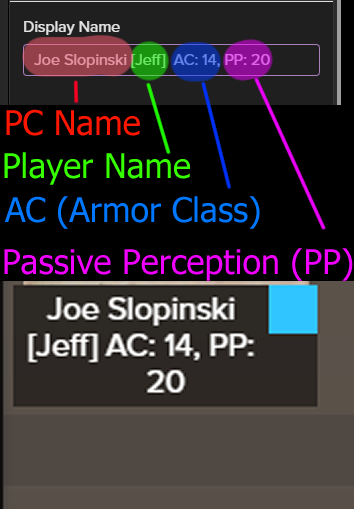 Display Name
Joe Slopinski [Jeff] AC: 14, PP: 20
PC Name
Player Name
AC (Armor Class)
Passive Perception (PP)
Joe Slopinski
[Jeff] AC: 14, PP:
20